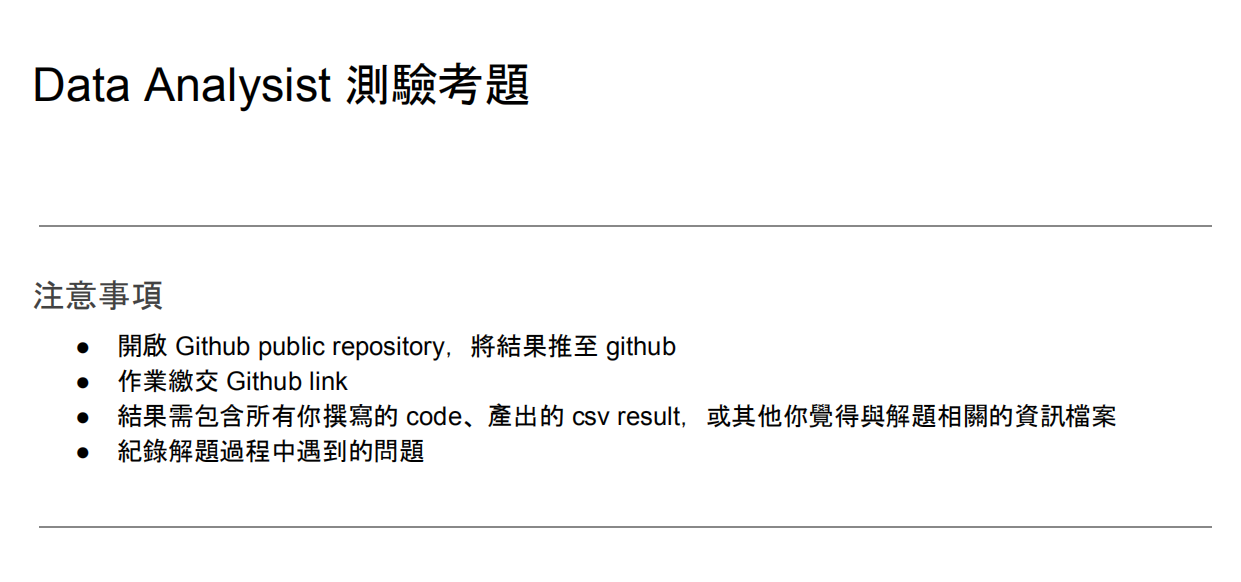 Data Analysist 測驗考題
注意事項
● 開啟 Github public repository，將結果推至 github
● 作業繳交 Github link
● 結果需包含所有你撰寫的 code、產出的 csv result，或其他你覺得與解題相關的資訊檔案
● 紀錄解題過程中遇到的問題